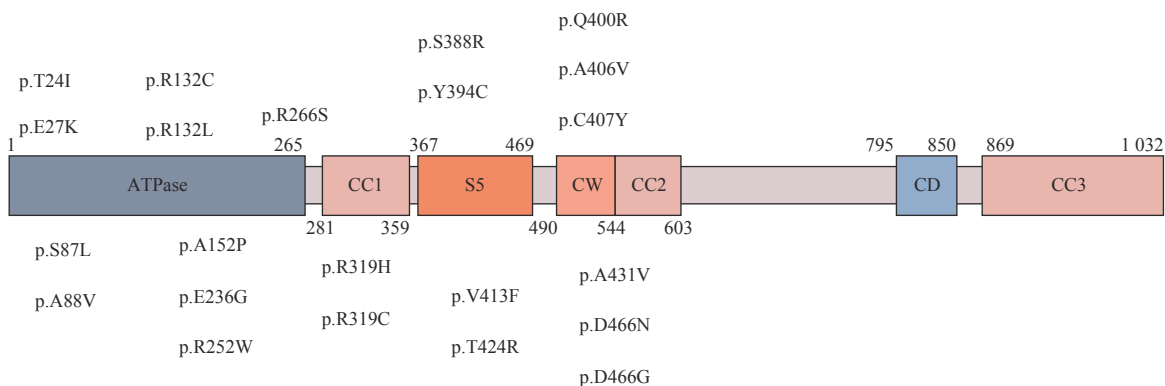 p.Q400R
p.S388R
p.A406V
p.T24I p.R132C
p.Y394C
p.R266S
p.C407Y
p.E27K p.R132L
1 265 367 469 795 850 869 1 032
ATPase CC1 S5 CW CC2 CD CC3
281 359 490 544 603
p.S87L p.A152P
p.R319H p.A431V
p.A88V p.E236G p.V413F
p.R319C p.D466N
p.R252W p.T424R
p.D466G